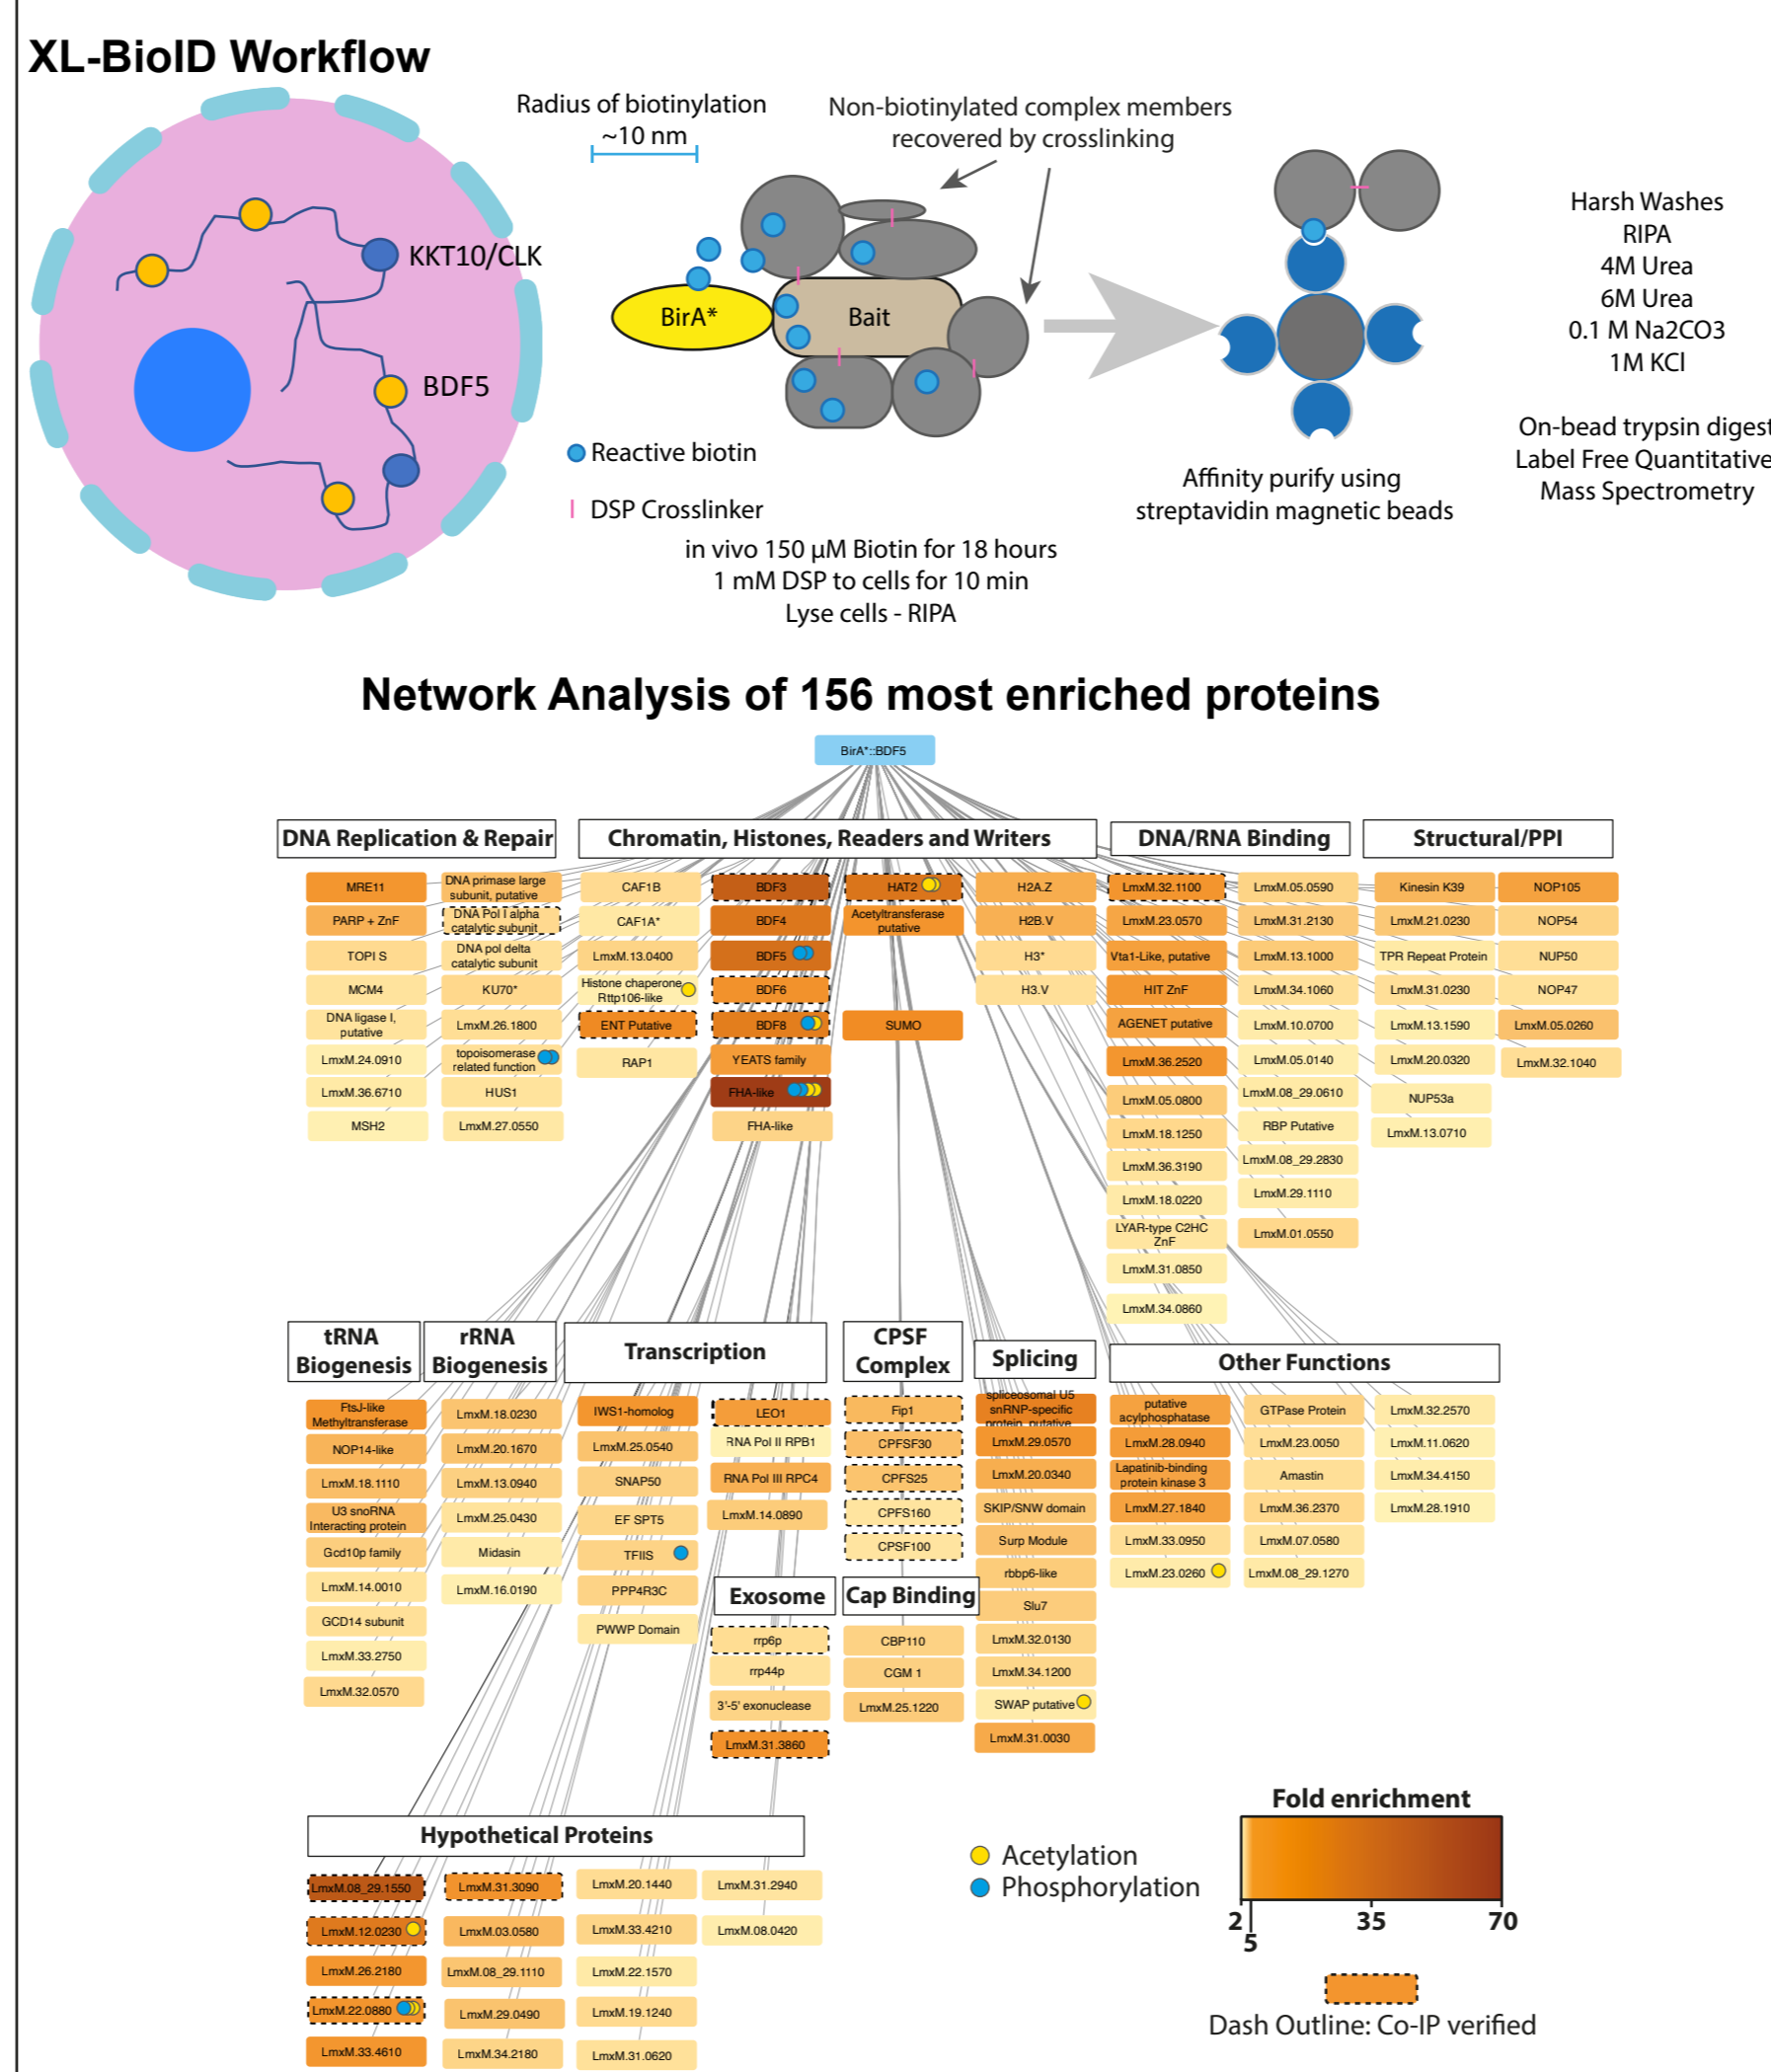 XL-BioID Workflow
Radius of biotinylation
~10 nm
Non-biotinylated complex members
recovered by crosslinking
KKT10/CLK
BDF5
BirA*
Bait
Reactive biotin
DSP Crosslinker
in vivo 150 µM Biotin for 18 hours
1 mM DSP to cells for 10 min
Lyse cells - RIPA
Affinity purify using
streptavidin magnetic beads
Harsh Washes
RIPA
4M Urea
6M Urea
0.1 M Na2CO3
1M KCl
On-bead trypsin digest
Label Free Quantitative
Mass Spectrometry
Network Analysis of 156 most enriched proteins
BirA*::BDF5
DNA Replication & Repair
MRE11
PARP + ZnF
TOPI S
MCM4
DNA ligase I,
putative
LmxM.24.0910
LmxM.36.6710
MSH2
DNA primase large
subunit, putative
DNA Pol I alpha
catalytic subunit
DNA pol delta
catalytic subunit
KU70*
LmxM.26.1800
topoisomerase
related function
HUS1
LmxM.27.0550
Chromatin, Histones, Readers and Writers
CAF1B
CAF1A*
LmxM.13.0400
Histone chaperone
Rttp106-like
ENT Putative
RAP1
BDF3
BDF4
BDF5
BDF6
BDF8
YEATS family
FHA-like
FHA-like
HAT2
Acetyltransferase
putative
SUMO
H2A.Z
H2B.V
H3*
H3.V
DNA/RNA Binding
LmxM.32.1100
LmxM.23.0570
Vta1-Like, putative
HIT ZnF
AGENET putative
LmxM.36.2520
LmxM.05.0800
LmxM.18.1250
LmxM.36.3190
LmxM.18.0220
LYAR-type C2HC
ZnF
LmxM.31.0850
LmxM.34.0860
LmxM.05.0590
LmxM.31.2130
LmxM.13.1000
LmxM.34.1060
LmxM.10.0700
LmxM.05.0140
LmxM.08_29.0610
RBP Putative
LmxM.08_29.2830
LmxM.29.1110
LmxM.01.0550
Structural/PPI
Kinesin K39
LmxM.21.0230
TPR Repeat Protein
LmxM.31.0230
LmxM.13.1590
LmxM.20.0320
NUP53a
LmxM.13.0710
NOP105
NOP54
NUP50
NOP47
LmxM.05.0260
LmxM.32.1040
tRNA
Biogenesis
FtsJ-like
Methyltransferase
NOP14-like
LmxM.18.1110
U3 snoRNA
Interacting protein
Gcd10p family
LmxM.14.0010
GCD14 subunit
LmxM.33.2750
LmxM.32.0570
rRNA
Biogenesis
LmxM.18.0230
LmxM.20.1670
LmxM.13.0940
LmxM.25.0430
Midasin
LmxM.16.0190
Transcription
IWS1-homolog
LmxM.25.0540
SNAP50
EF SPT5
TFIIS
PPP4R3C
PWWP Domain
LEO1
RNA Pol II RPB1
RNA Pol III RPC4
LmxM.14.0890
Exosome
rrp6p
rrp44p
3'-5' exonuclease
LmxM.31.3860
CPSF
Complex
Fip1
CPFSF30
CPFS25
CPFS160
CPSF100
Cap Binding
CBP110
CGM 1
LmxM.25.1220
Splicing
spliceosomal U5
snRNP-specific
protein, putative
LmxM.29.0570
LmxM.20.0340
SKIP/SNW domain
Surp Module
rbbp6-like
Slu7
LmxM.32.0130
LmxM.34.1200
SWAP putative
LmxM.31.0030
Other Functions
putative
acylphosphatase
LmxM.28.0940
Lapatinib-binding
protein kinase 3
LmxM.27.1840
LmxM.33.0950
LmxM.23.0260
GTPase Protein
LmxM.23.0050
Amastin
LmxM.36.2370
LmxM.07.0580
LmxM.08_29.1270
LmxM.32.2570
LmxM.11.0620
LmxM.34.4150
LmxM.28.1910
Hypothetical Proteins
LmxM.08_29.1550
LmxM.12.0230
LmxM.26.2180
LmxM.22.0880
LmxM.33.4610
LmxM.31.3090
LmxM.03.0580
LmxM.08_29.1110
LmxM.29.0490
LmxM.34.2180
LmxM.20.1440
LmxM.33.4210
LmxM.22.1570
LmxM.19.1240
LmxM.31.0620
LmxM.31.2940
LmxM.08.0420
Acetylation
Phosphorylation
Fold enrichment
2
5
35
70
Dash Outline: Co-IP verified